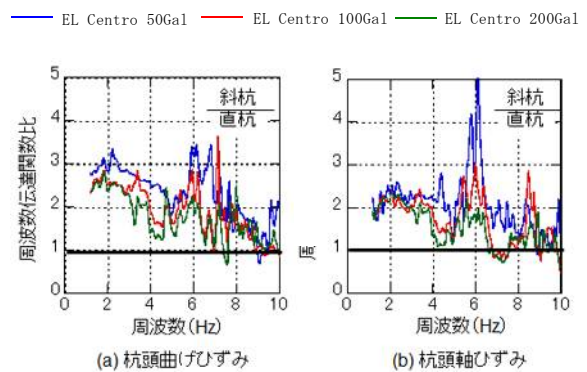 EL Centro 50Gal
EL Centro 100Gal
EL Centro 200Gal
周波数伝達関数比
5
4
3
2
1
0
斜杭
直杭
0 2 4 6 8 10
周波数(Hz)
(a) 杭頭曲げひずみ
周
5
4
3
2
1
0
斜杭
直杭
0 2 4 6 8 10
周波数(Hz)
(b) 杭頭軸ひずみ